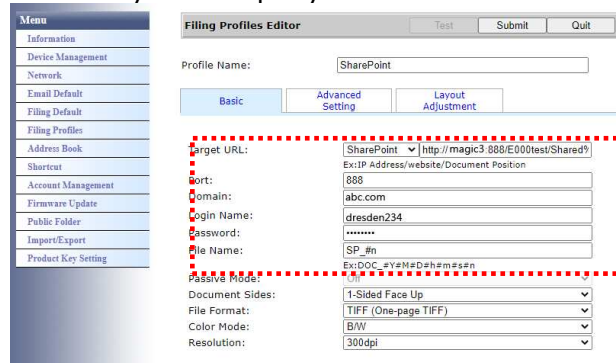 Menu
Information
Device Management
Network
Email Default
Filing Default
Filing Profiles
Address Book
Shortcut
Account Management
Firmware Update
Public Folder
Import/Export
Product Key Setting
Filing Profiles Editor Test Submit Quit
Profile Name: SharePoint
Basic Advanced Setting Layout Adjustment
Target URL: SharePoint http://magic3:888/E000test/Shared%
Ex:IP Address/website/Document Position
Port: 888
Domain: abc.com
Login Name: dresden234
Password: ••••••••
File Name: SP_#n
Ex:DOC_#Y#M#D#h#m#s#n
Passive Mode: Off
Document Sides: 1-Sided Face Up
File Format: TIFF (One-page TIFF)
Color Mode: B/W
Resolution: 300dpi